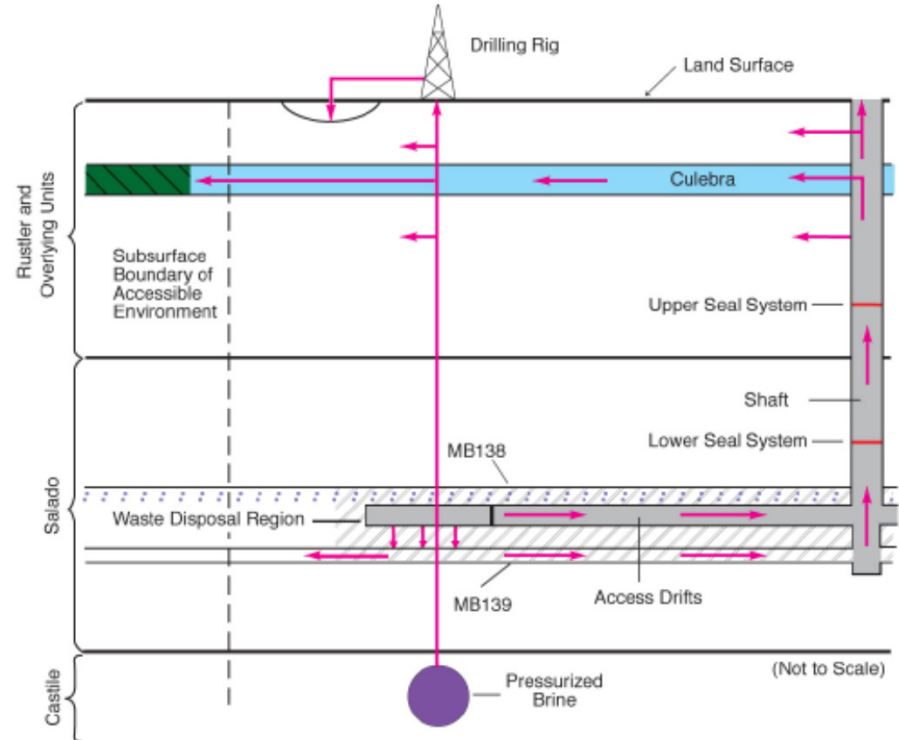 Drilling Rig
Land Surface
Rustler and
Overlying Units
Culebra
Subsurface
Boundary of
Accessible
Environment
Upper Seal System
Shaft
Lower Seal System
MB138
Salado
Waste Disposal Region
Access Drifts
MB139
(Not to Scale)
Castile
Pressurized
Brine